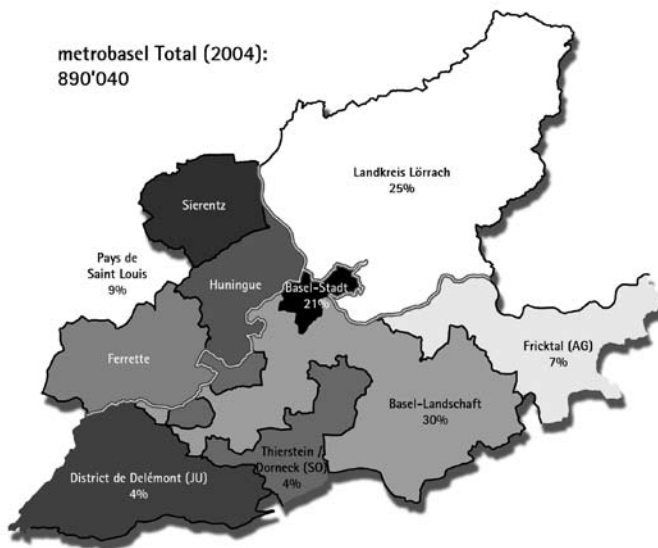 metrobasel Total (2004):
890'040
Landkreis Lörrach
25%
Sierentz
Pays de
Saint Louis
9%
Huningue
Basel-Stadt
21%
Ferrette
Fricktal (AG)
7%
Basel-Landschaft
30%
Thierstein /
Dorneck (SO)
4%
District de Delémont (JU)
4%